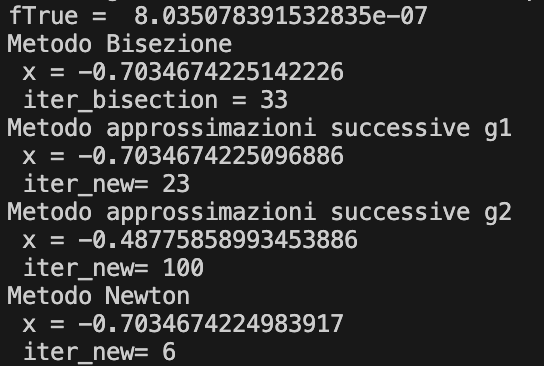 fTrue =  8.035078391532835e-07
Metodo Bisezione
 x = -0.7034674225142226
 iter_bisection = 33
Metodo approssimazioni successive g1
 x = -0.7034674225096886
 iter_new= 23
Metodo approssimazioni successive g2
 x = -0.48775858993453886
 iter_new= 100
Metodo Newton
 x = -0.7034674224983917
 iter_new= 6